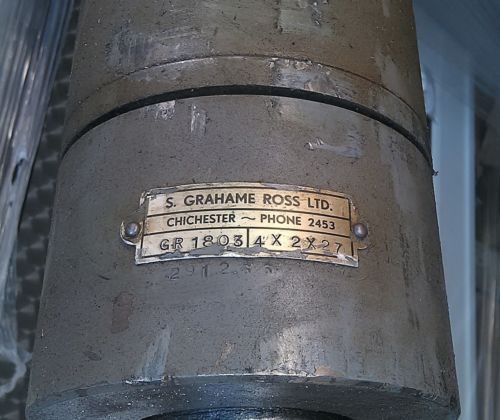 S. GRAHAME ROSS LTD.
CHICHESTER ~ PHONE 2453
GR 1803 4 X 2 X 27